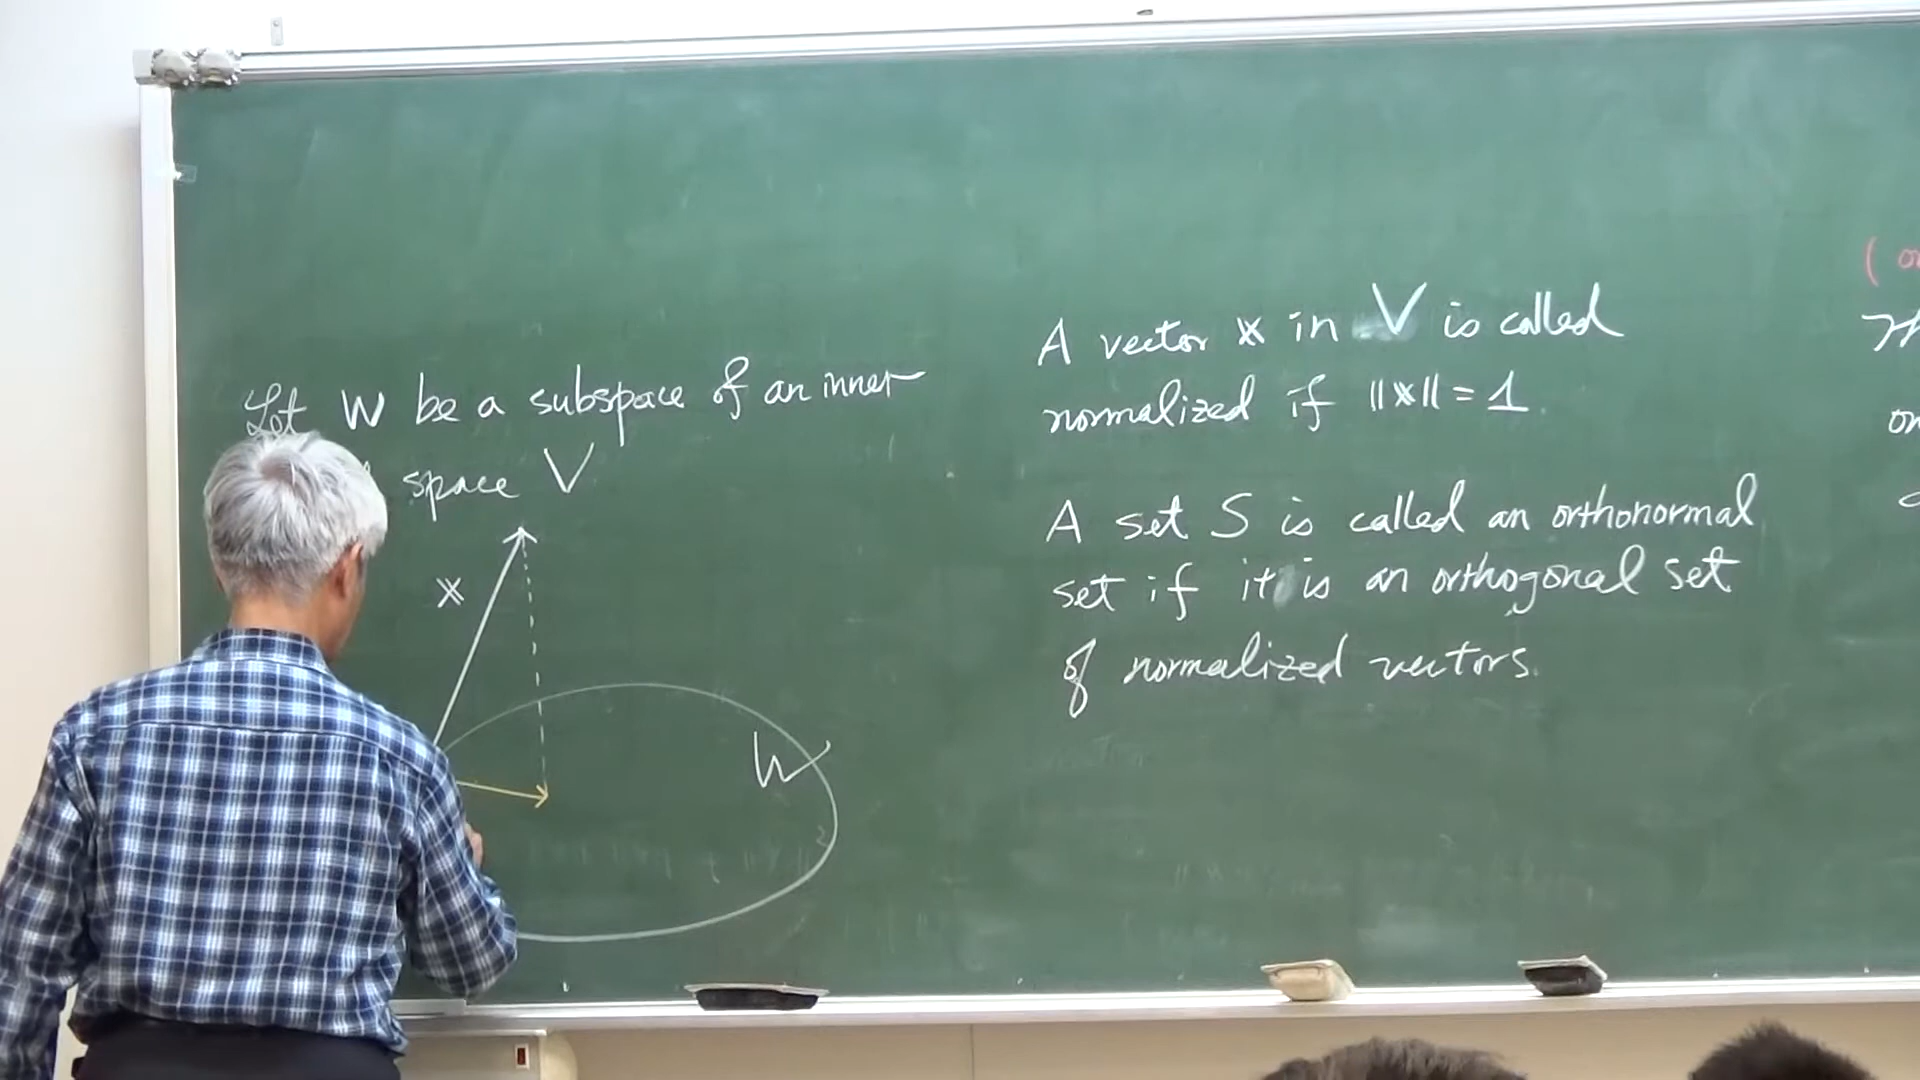 Let W be a subspace of an inner
space V
x
W
A vector x in V is called
normalized if ||x|| = 1.
A set S is called an orthonormal
set if it is an orthogonal set
of normalized vectors.